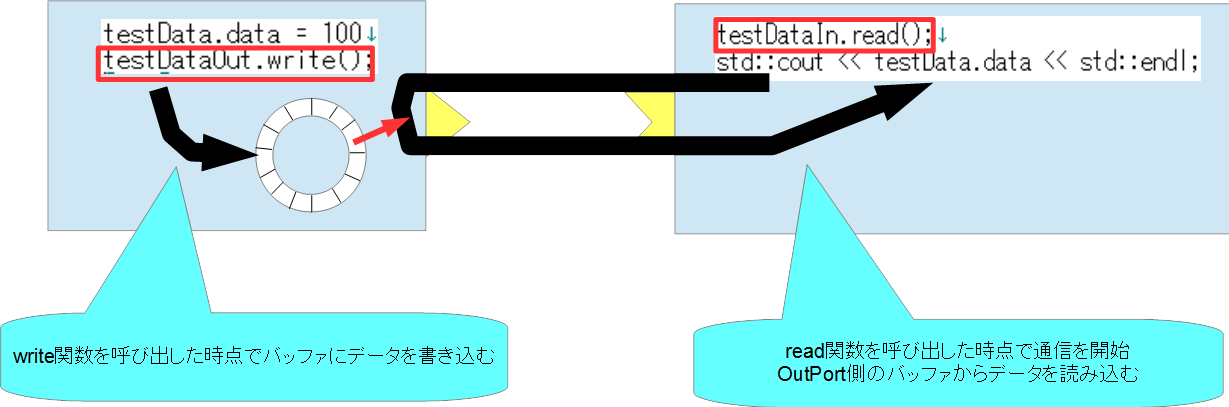 testData.data = 100↓
testDataOut.write();
testDataIn.read();↓
std::cout << testData.data << std::endl;
write関数を呼び出した時点でバッファにデータを書き込む
read関数を呼び出した時点で通信を開始
OutPort側のバッファからデータを読み込む